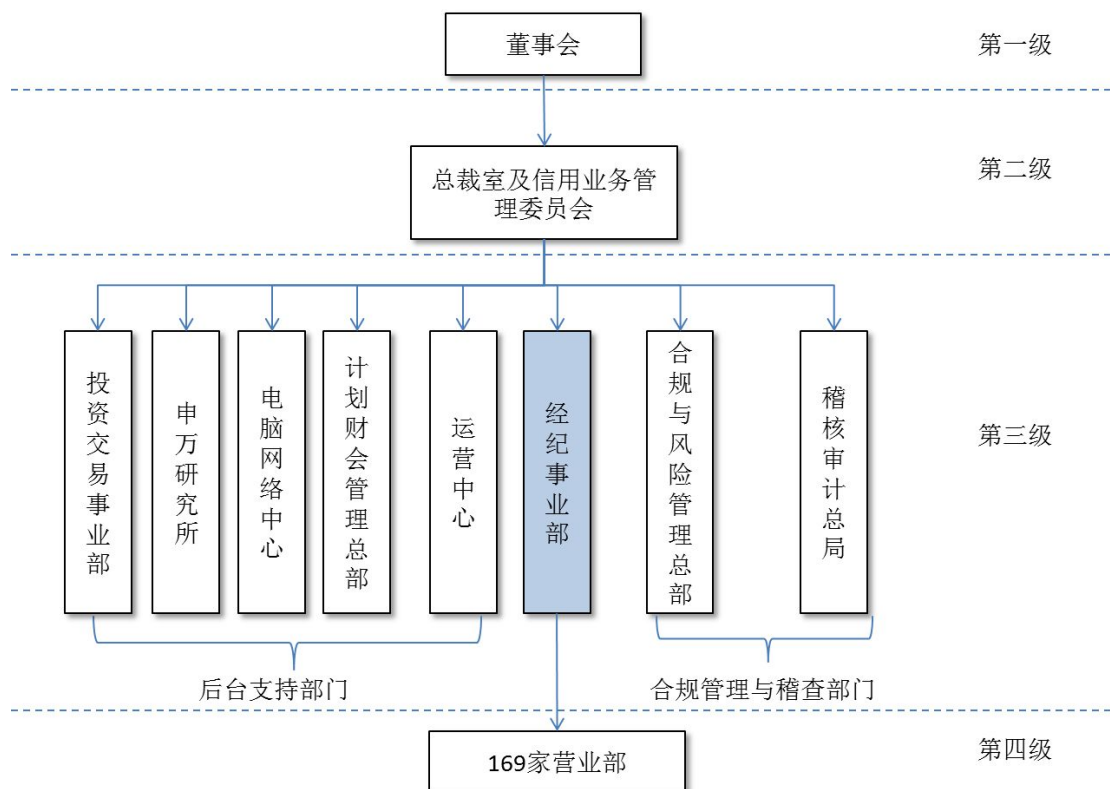 董事会
第一级
总裁室及信用业务管
理委员会
第二级
投资交易事业部
申万研究所
电脑网络中心
计划财会管理总部
运营中心
经纪事业部
合规与风险管理总部
稽核审计总局
第三级
后台支持部门
合规管理与稽查部门
169家营业部
第四级